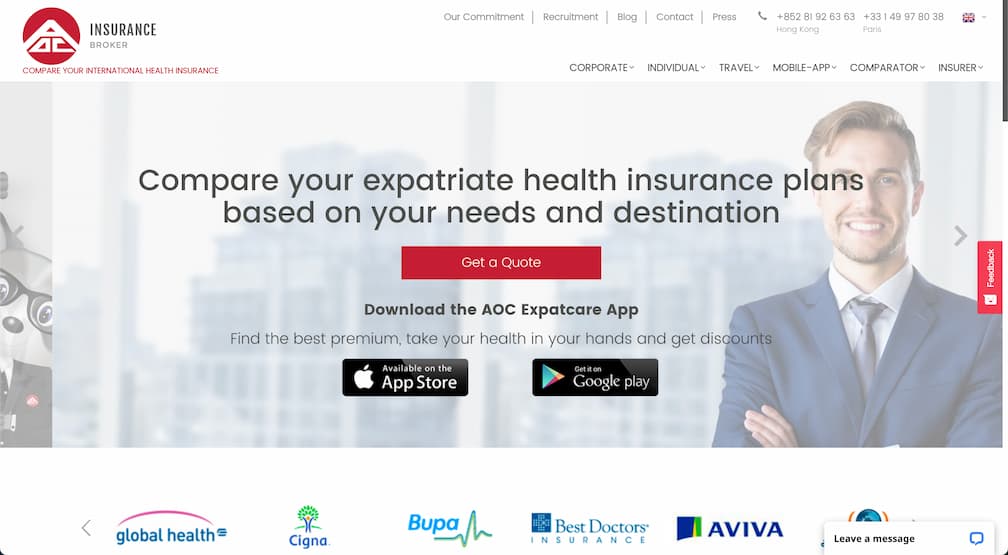 Our Commitment
Recruitment
Blog
Contact
Press
+852 81 92 63 63
Hong Kong
+33 1 49 97 80 38
Paris
AOC
INSURANCE
BROKER
COMPARE YOUR INTERNATIONAL HEALTH INSURANCE
CORPORATE
INDIVIDUAL
TRAVEL
MOBILE-APP
COMPARATOR
INSURER
Compare your expatriate health insurance plans
based on your needs and destination
Get a Quote
Feedback
Download the AOC Expatcare App
Find the best premium, take your health in your hands and get discounts
Available on the
App Store
Get it on
Google play
global health
Cigna.
Bupa
Best Doctors®
INSURANCE
AVIVA
Leave a message